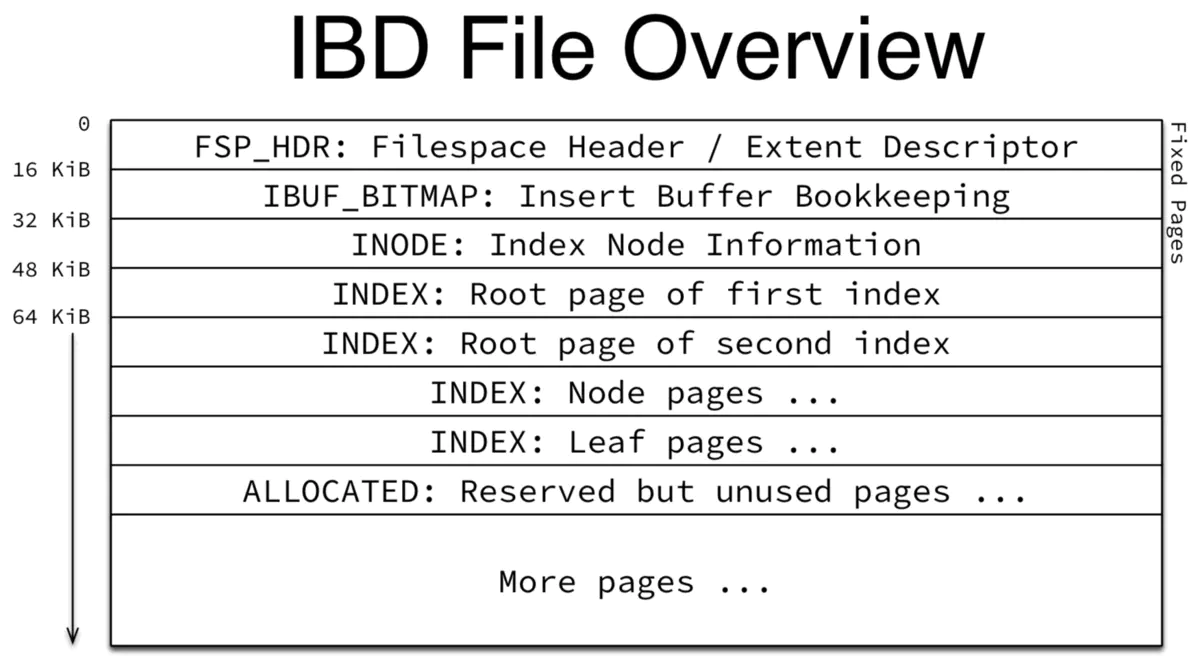 IBD File Overview
0
FSP_HDR: Filespace Header / Extent Descriptor
Fixed Pages
16 KiB
IBUF_BITMAP: Insert Buffer Bookkeeping
32 KiB
INODE: Index Node Information
48 KiB
INDEX: Root page of first index
64 KiB
INDEX: Root page of second index
INDEX: Node pages ...
INDEX: Leaf pages ...
ALLOCATED: Reserved but unused pages ...
More pages ...